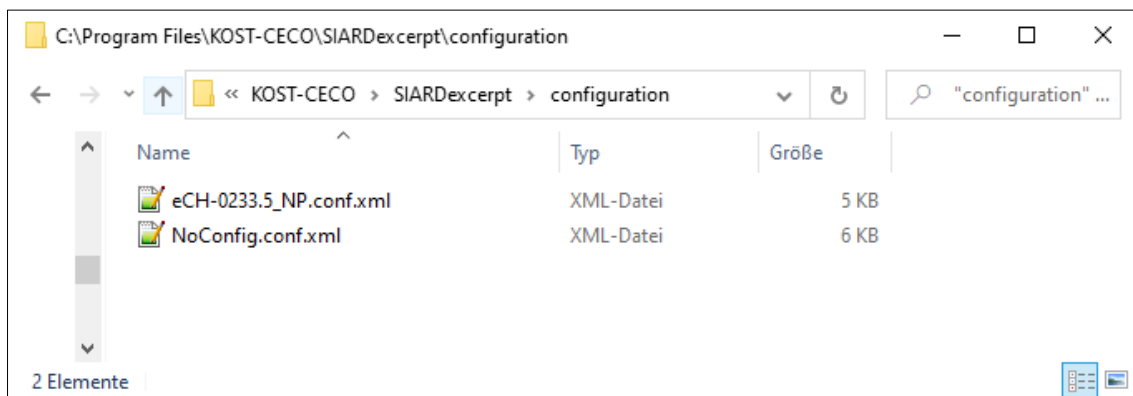 C:\Program Files\KOST-CECO\SIARDexcerpt\configuration
« KOST-CECO > SIARDexcerpt > configuration "configuration" ...
Name Typ Größe
eCH-0233.5_NP.conf.xml XML-Datei 5 KB
NoConfig.conf.xml XML-Datei 6 KB
2 Elemente